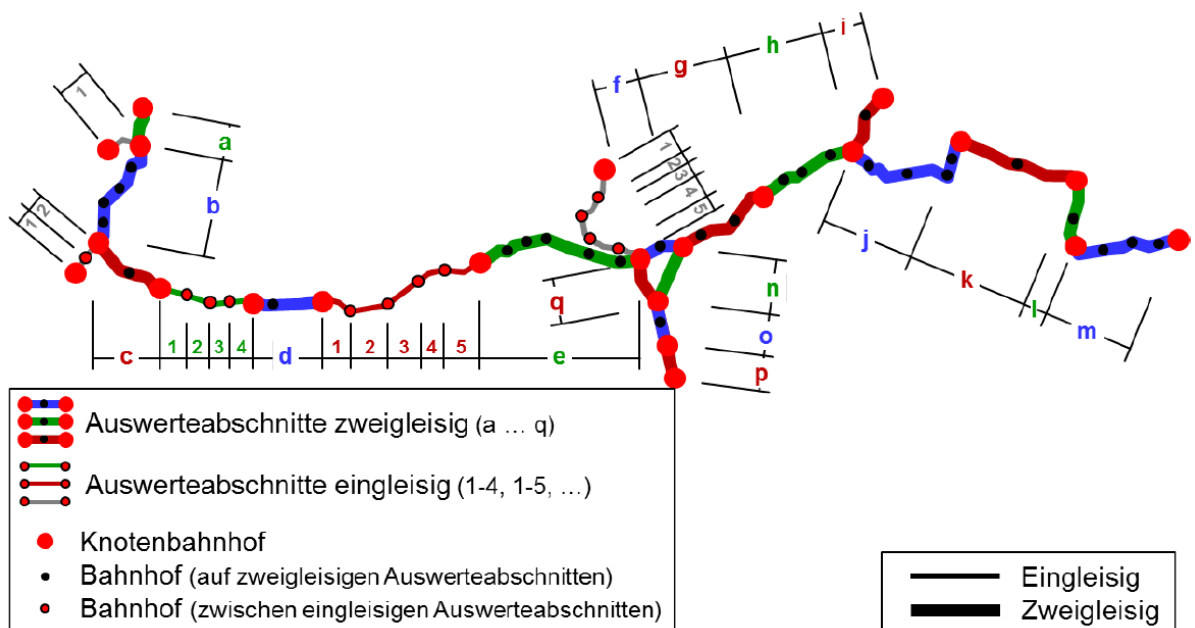 i
h
g
f
1
a
1
2
3
4
5
b
1
2
j
k
l
m
n
q
o
p
c
1
2
3
4
d
1
2
3
4
5
e
Auswerteabschnitte zweigleisig (a ... q)
Auswerteabschnitte eingleisig (1-4, 1-5, ...)
Knotenbahnhof
Bahnhof (auf zweigleisigen Auswerteabschnitten)
Bahnhof (zwischen eingleisigen Auswerteabschnitten)
Eingleisig
Zweigleisig